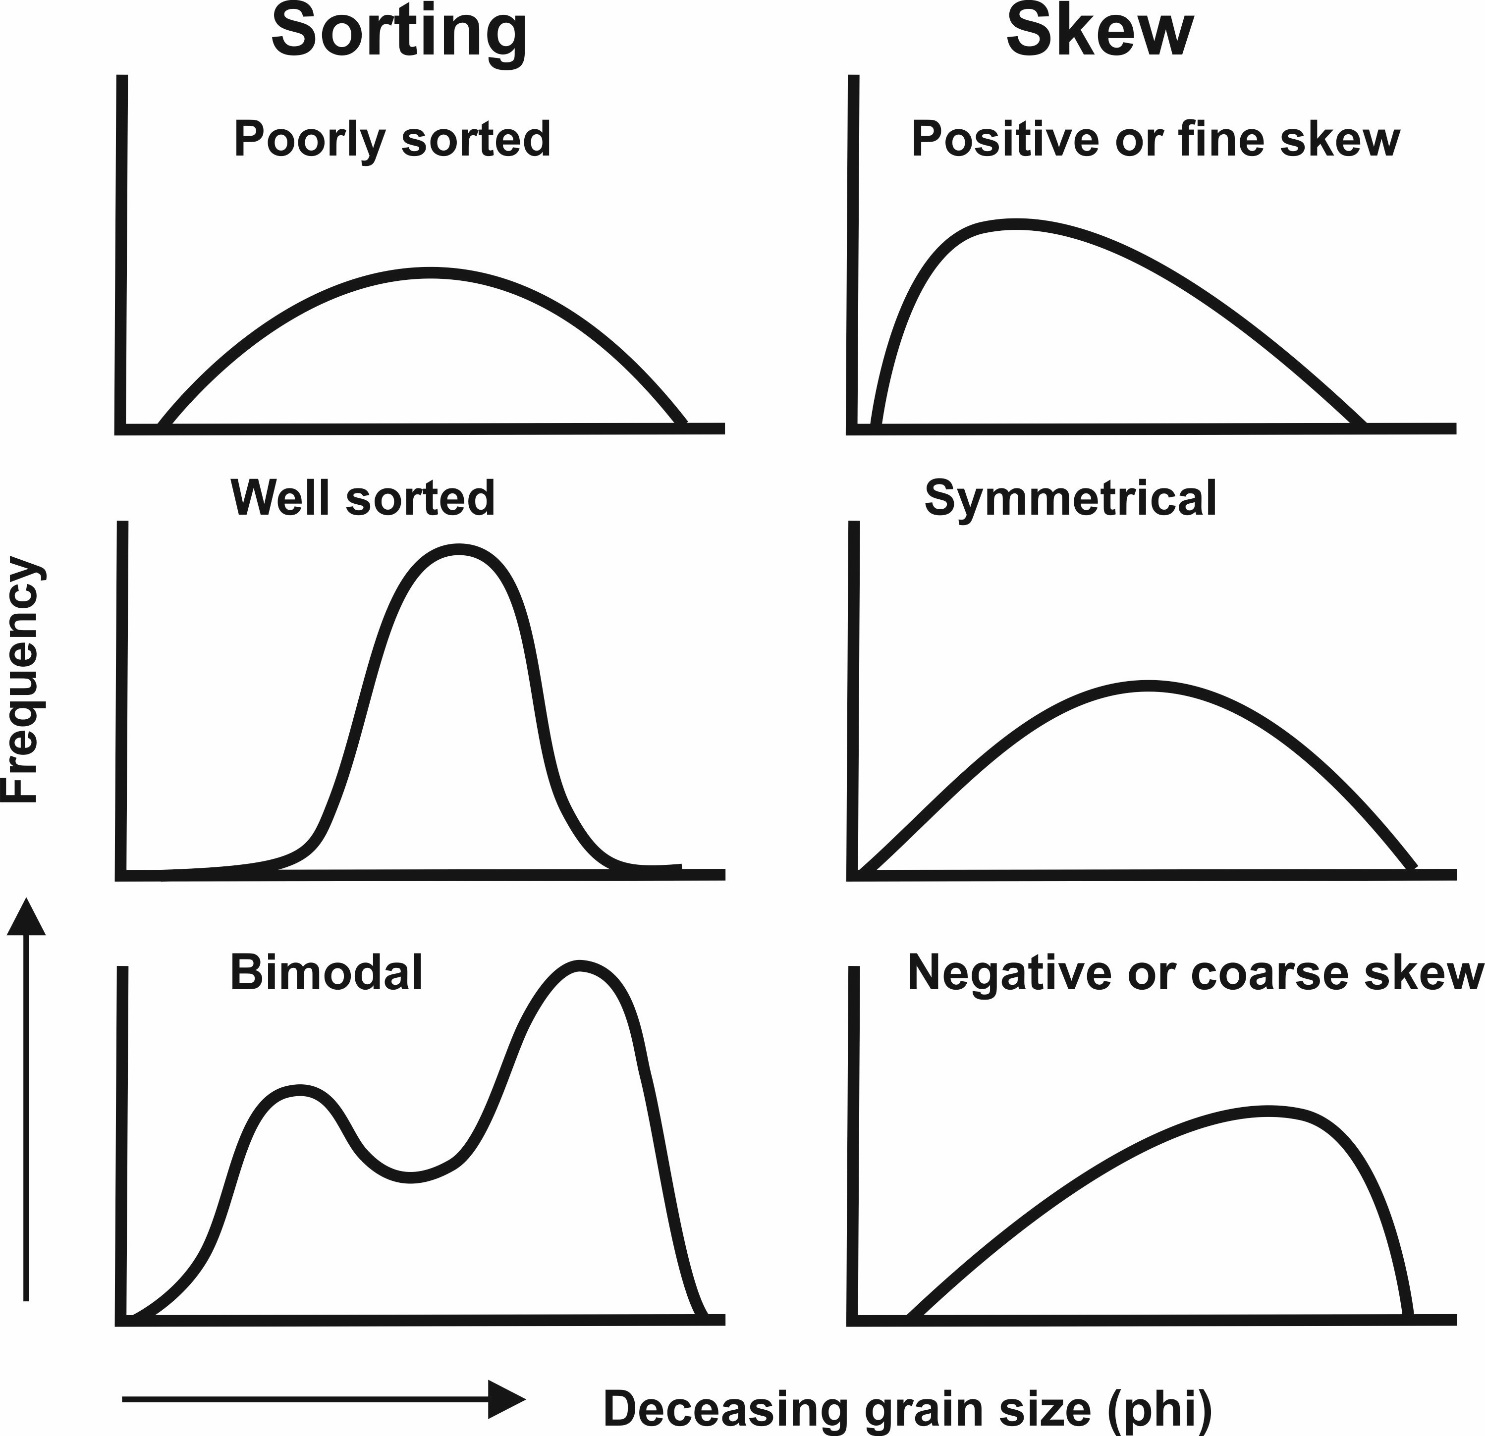 Sorting
Skew
Poorly sorted
Positive or fine skew
Well sorted
Symmetrical
Frequency
Bimodal
Negative or coarse skew
Deceasing grain size (phi)